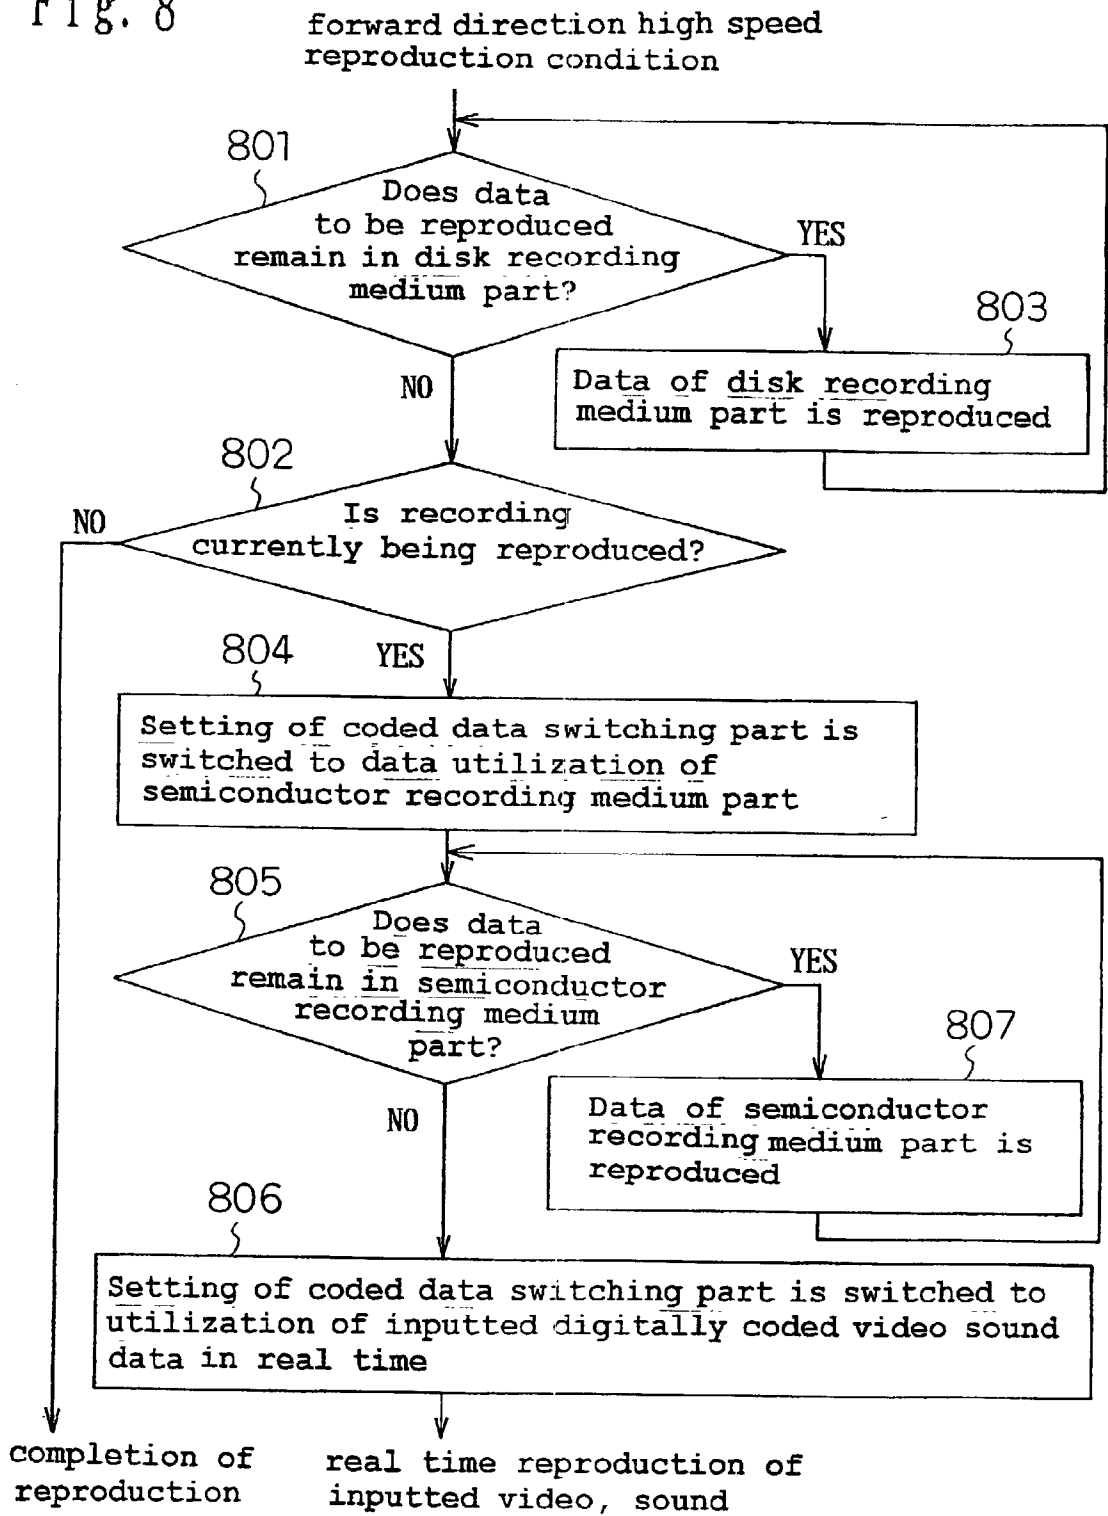 Fig. 8
forward direction high speed
reproduction condition
801
Does data
to be reproduced
remain in disk recording
medium part?
YES
803
Data of disk recording
medium part is reproduced
NO
802
Is recording
currently being reproduced?
NO
YES
804
Setting of coded data switching part is
switched to data utilization of
semiconductor recording medium part
805
Does data
to be reproduced
remain in semiconductor
recording medium
part?
YES
807
Data of semiconductor
recording medium part is
reproduced
NO
806
Setting of coded data switching part is switched to
utilization of inputted digitally coded video sound
data in real time
completion of
reproduction
real time reproduction of
inputted video, sound